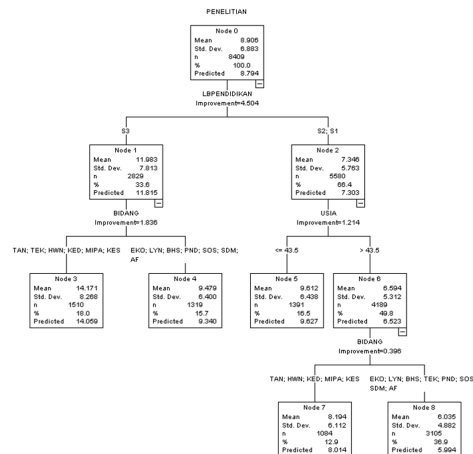 PENELITIAN
Node 0
Mean 8.906
Std. Dev. 6.883
n 8409
% 100.0
Predicted 8.794
LBPENDIDIKAN
Improvement=4.504
S3
S2; S1
Node 1
Mean 11.983
Std. Dev. 7.813
n 2829
% 33.6
Predicted 11.815
Node 2
Mean 7.346
Std. Dev. 5.763
n 5580
% 66.4
Predicted 7.303
BIDANG
Improvement=1.836
USIA
Improvement=1.214
TAN; TEK; HWN; KED; MIPA; KES
EKO; LYN; BHS; PND; SOS; SDM;
AF
<= 43.5
> 43.5
Node 3
Mean 14.171
Std. Dev. 8.268
n 1510
% 18.0
Predicted 14.059
Node 4
Mean 9.479
Std. Dev. 6.400
n 1319
% 15.7
Predicted 9.340
Node 5
Mean 9.612
Std. Dev. 6.438
n 1391
% 16.5
Predicted 9.627
Node 6
Mean 6.594
Std. Dev. 5.312
n 4189
% 49.8
Predicted 6.523
BIDANG
Improvement=0.396
TAN; HWN; KED; MIPA; KES
EKO; LYN; BHS; TEK; PND; SOS
SDM; AF
Node 7
Mean 8.194
Std. Dev. 6.112
n 1084
% 12.9
Predicted 8.014
Node 8
Mean 6.035
Std. Dev. 4.882
n 3105
% 36.9
Predicted 5.994